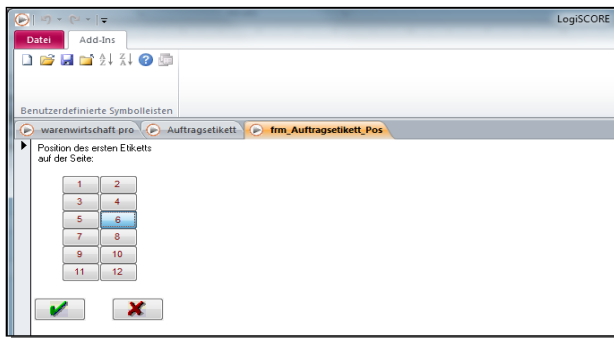 LogiSCORE
Datei Add-Ins
Benutzerdefinierte Symbolleisten
warenwirtschaft pro Auftragsetikett frm_Auftragsetikett_Pos
Position des ersten Etiketts
auf der Seite:
1 2
3 4
5 6
7 8
9 10
11 12